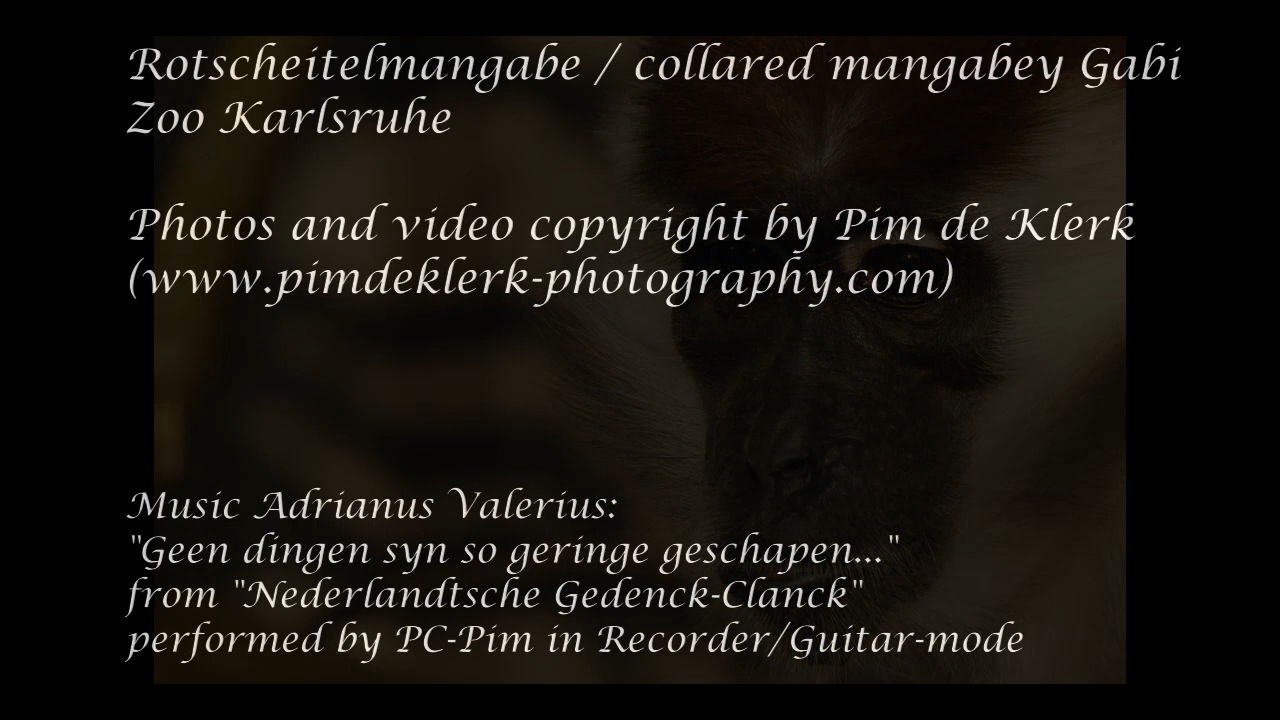 Rotscheitelmangabe / collared mangabey Gabi
Zoo Karlsruhe
Photos and video copyright by Pim de Klerk
(www.pimdeklerk-photography.com)
Music Adrianus Valerius:
"Geen dingen syn so geringe geschapen..."
from "Nederlandtsche Gedenck-Clanck"
performed by PC-Pim in Recorder/Guitar-mode